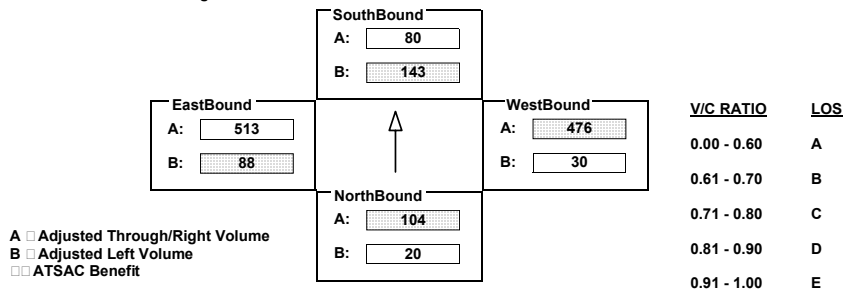 SouthBound
A: 80
B: 143
EastBound
A: 513
B: 88
WestBound
A: 476
B: 30
NorthBound
A: 104
B: 20
A □ Adjusted Through/Right Volume
B □ Adjusted Left Volume
□□ ATSAC Benefit
V/C RATIO LOS
0.00 - 0.60 A
0.61 - 0.70 B
0.71 - 0.80 C
0.81 - 0.90 D
0.91 - 1.00 E